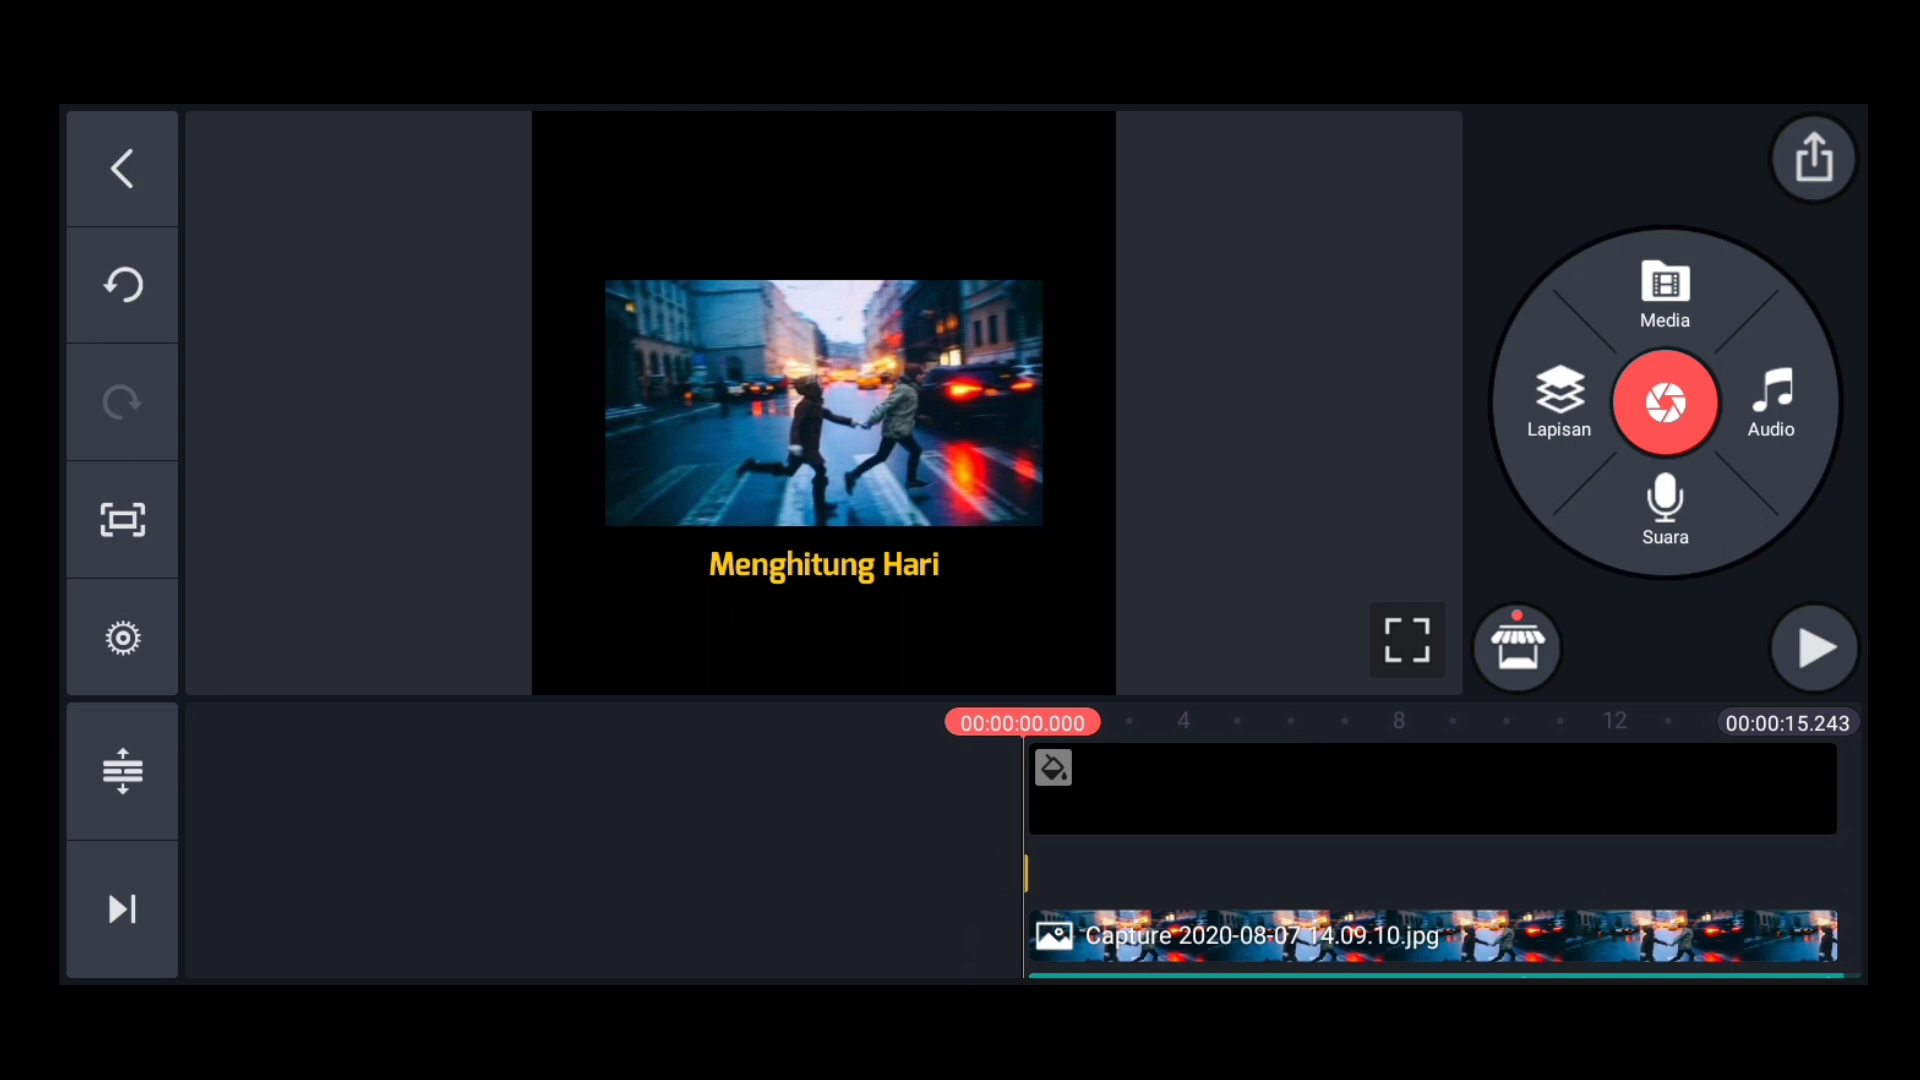 Media
Lapisan
Audio
Suara
Menghitung Hari
00:00:00.000
4
8
12
00:00:15.243
Capture 2020-08-07 14.09.10.jpg